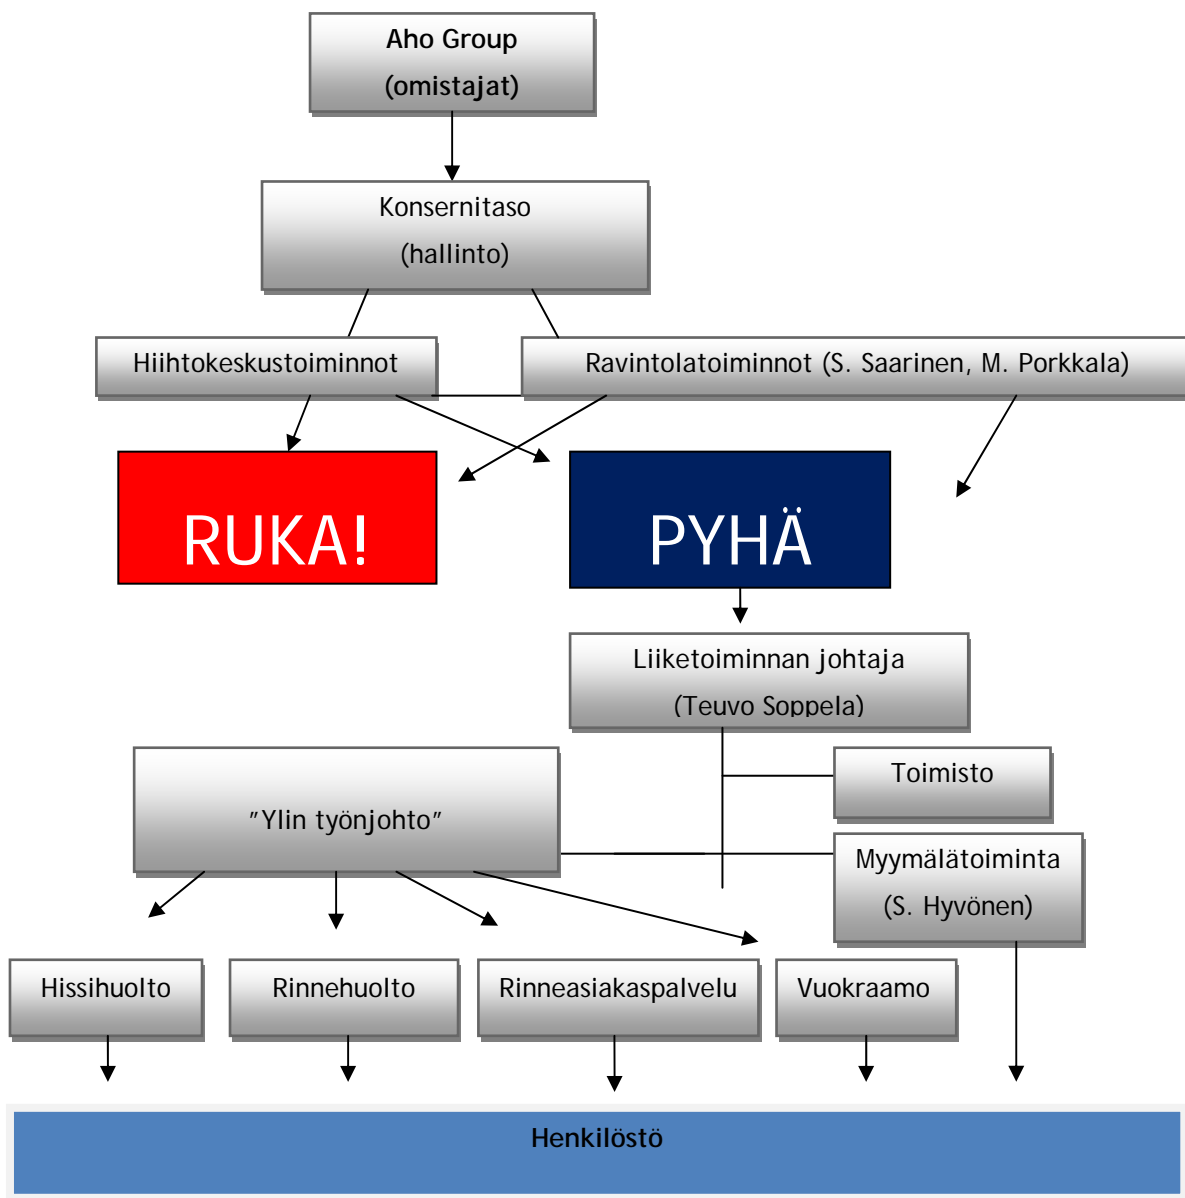 Aho Group
(omistajat)
Konsernitaso
(hallinto)
Hiihtokeskustoiminnot
Ravintolatoiminnot (S. Saarinen, M. Porkkala)
RUKA!
PYHÄ
Liiketoiminnan johtaja
(Teuvo Soppela)
Toimisto
"Ylin työnjohto"
Myymälätoiminta
(S. Hyvönen)
Hissihuolto
Rinnehuolto
Rinneasiakaspalvelu
Vuokraamo
Henkilöstö